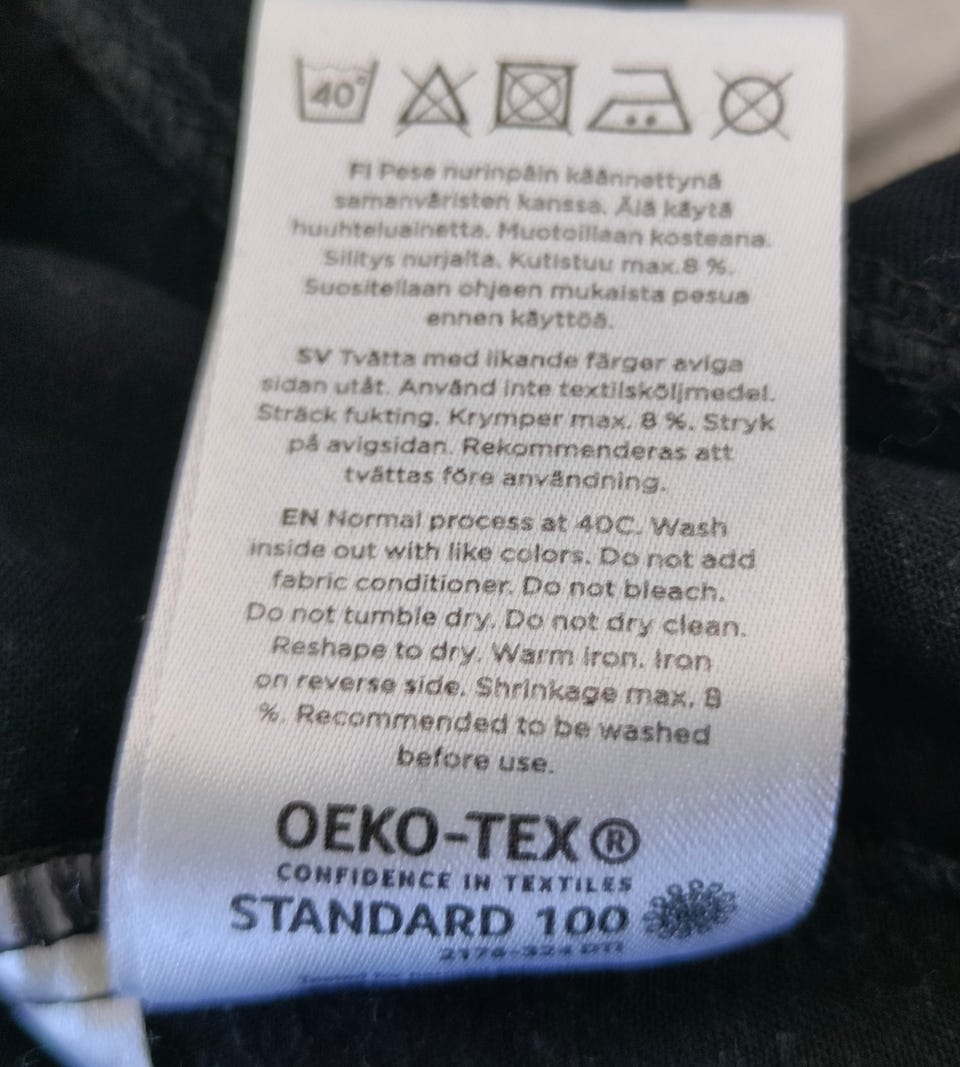 40°
FI Pese nurinpäin käännettynä
samanväristen kanssa. Älä käytä
huuhteluainetta. Muotoillaan kosteana.
Silitys nurjalta. Kutistuu max.8 %.
Suositellaan ohjeen mukaista pesua
ennen käyttöä.
SV Tvätta med likande färger aviga
sidan utåt. Använd inte textilsköljmedel.
Sträck fukting. Krymper max. 8 %. Stryk
på avigsidan. Rekommenderas att
tvättas före användning.
EN Normal process at 40C. Wash
inside out with like colors. Do not add
fabric conditioner. Do not bleach.
Do not tumble dry. Do not dry clean.
Reshape to dry. Warm iron. Iron
on reverse side. Shrinkage max. 8
%. Recommended to be washed
before use.
OEKO-TEX®
CONFIDENCE IN TEXTILES
STANDARD 100
2176-324 DTI